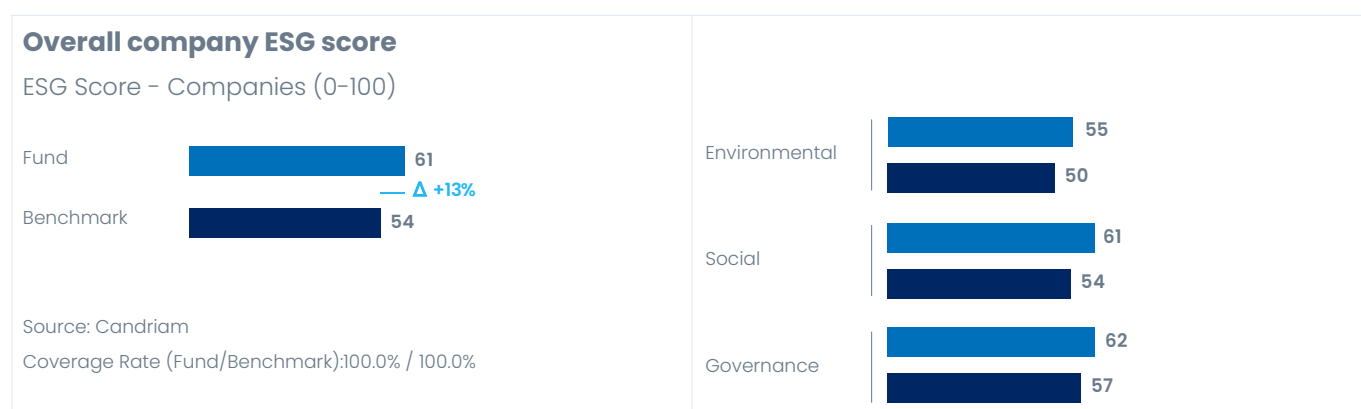 Overall company ESG score
ESG Score - Companies (0-100)
Fund
61
Δ +13%
Benchmark
54
Source: Candriam
Coverage Rate (Fund/Benchmark):100.0% / 100.0%
Environmental
55
50
Social
61
54
Governance
62
57